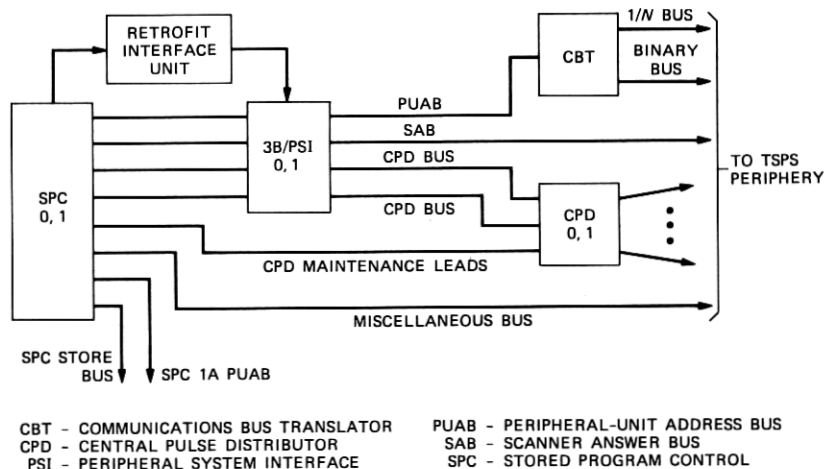 RETROFIT
INTERFACE
UNIT
1/N BUS
CBT
BINARY
BUS
PUAB
SAB
3B/PSI
0, 1
CPD BUS
TO TSPS
PERIPHERY
SPC
0, 1
CPD BUS
CPD
0, 1
CPD MAINTENANCE LEADS
MISCELLANEOUS BUS
SPC STORE
BUS
SPC 1A PUAB
CBT - COMMUNICATIONS BUS TRANSLATOR
CPD - CENTRAL PULSE DISTRIBUTOR
PSI - PERIPHERAL SYSTEM INTERFACE
PUAB - PERIPHERAL-UNIT ADDRESS BUS
SAB - SCANNER ANSWER BUS
SPC - STORED PROGRAM CONTROL